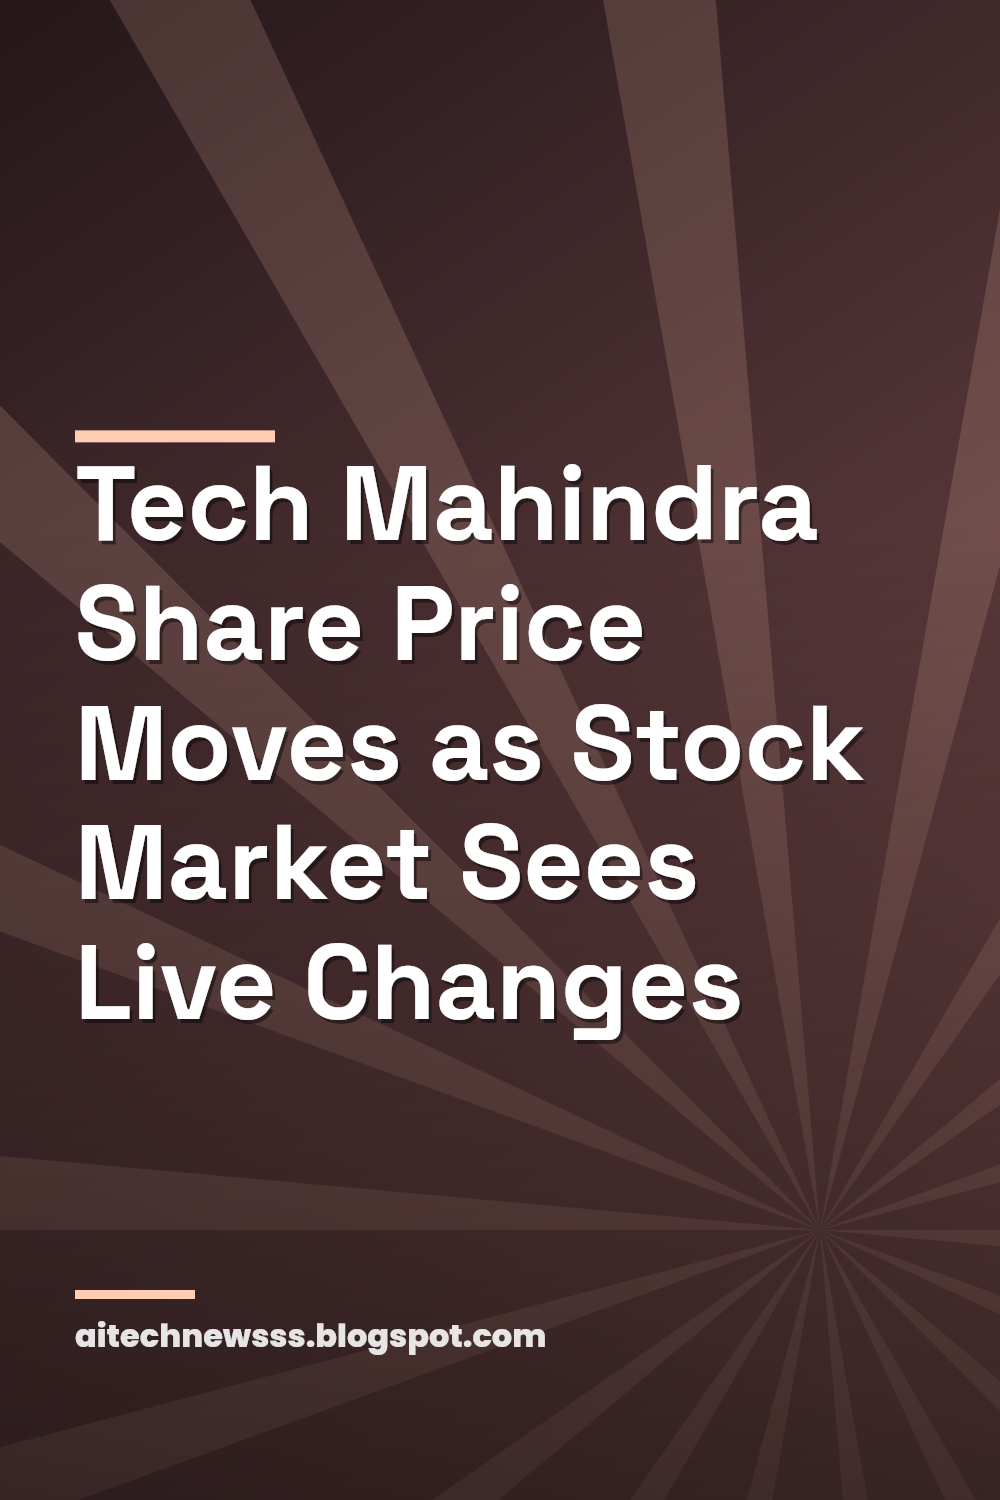 Tech Mahindra
Share Price
Moves as Stock
Market Sees
Live Changes
aitechnewsss.blogspot.com